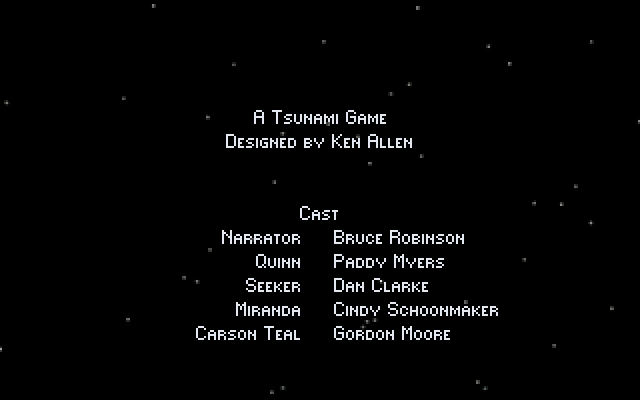 A Tsunami Game
Designed by Ken Allen
Cast
Narrator Bruce Robinson
Quinn Paddy Myers
Seeker Dan Clarke
Miranda Cindy Schoonmaker
Carson Teal Gordon Moore